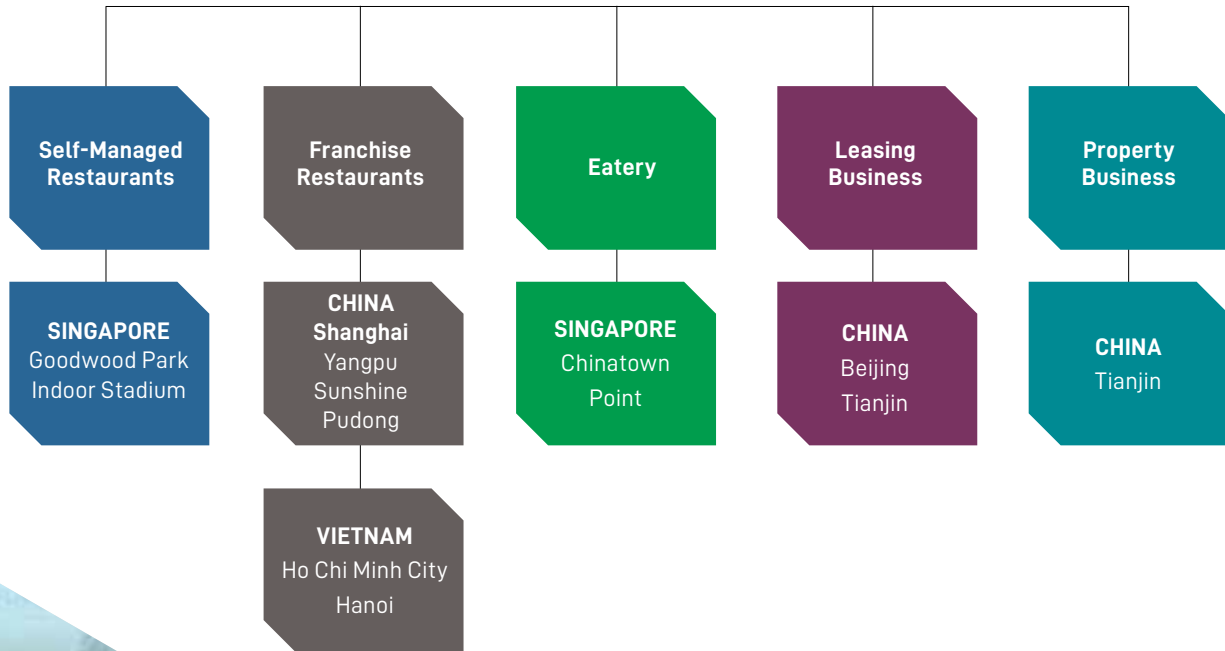 Self-Managed
Restaurants
Franchise
Restaurants
Eatery
Leasing
Business
Property
Business
SINGAPORE
Goodwood Park
Indoor Stadium
CHINA
Shanghai
Yangpu
Sunshine
Pudong
SINGAPORE
Chinatown
Point
CHINA
Beijing
Tianjin
CHINA
Tianjin
VIETNAM
Ho Chi Minh City
Hanoi